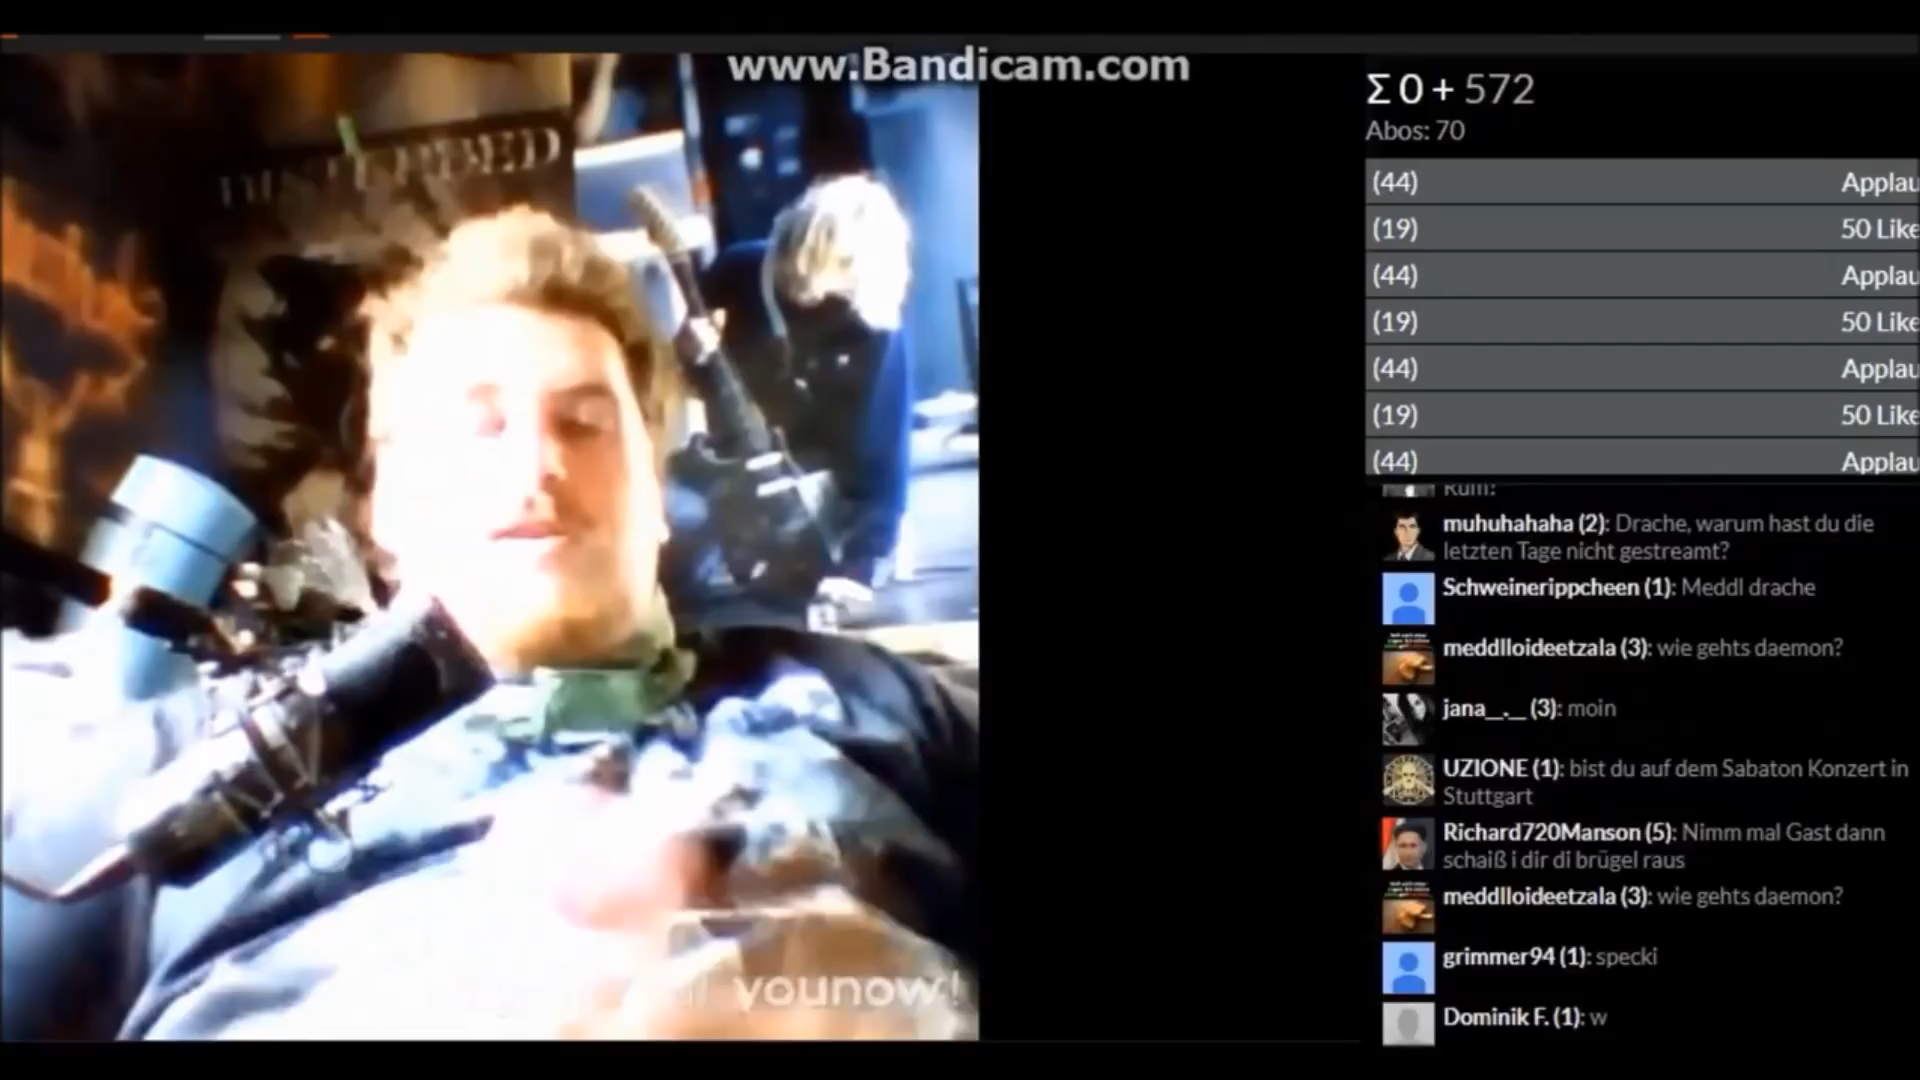 www.Bandicam.com
DISTURBED
Σ 0 + 572
Abos: 70
(44) Applau
(19) 50 Like
(44) Applau
(19) 50 Like
(44) Applau
(19) 50 Like
(44) Applau
muhuhahaha (2): Drache, warum hast du die
letzten Tage nicht gestreamt?
Schweinerippcheen (1): Meddl drache
meddlloideetzala (3): wie gehts daemon?
jana__.__ (3): moin
UZIONE (1): bist du auf dem Sabaton Konzert in
Stuttgart
Richard720Manson (5): Nimm mal Gast dann
schaiß i dir di brügel raus
meddlloideetzala (3): wie gehts daemon?
grimmer94 (1): specki
Dominik F. (1): w
younow!